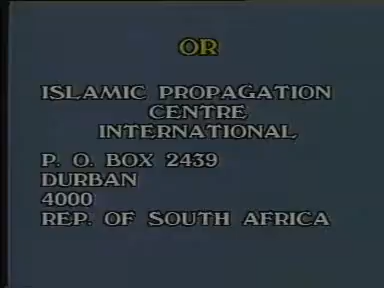 OR
ISLAMIC PROPAGATION
CENTRE
INTERNATIONAL
P. O. BOX 2439
DURBAN
4000
REP. OF SOUTH AFRICA